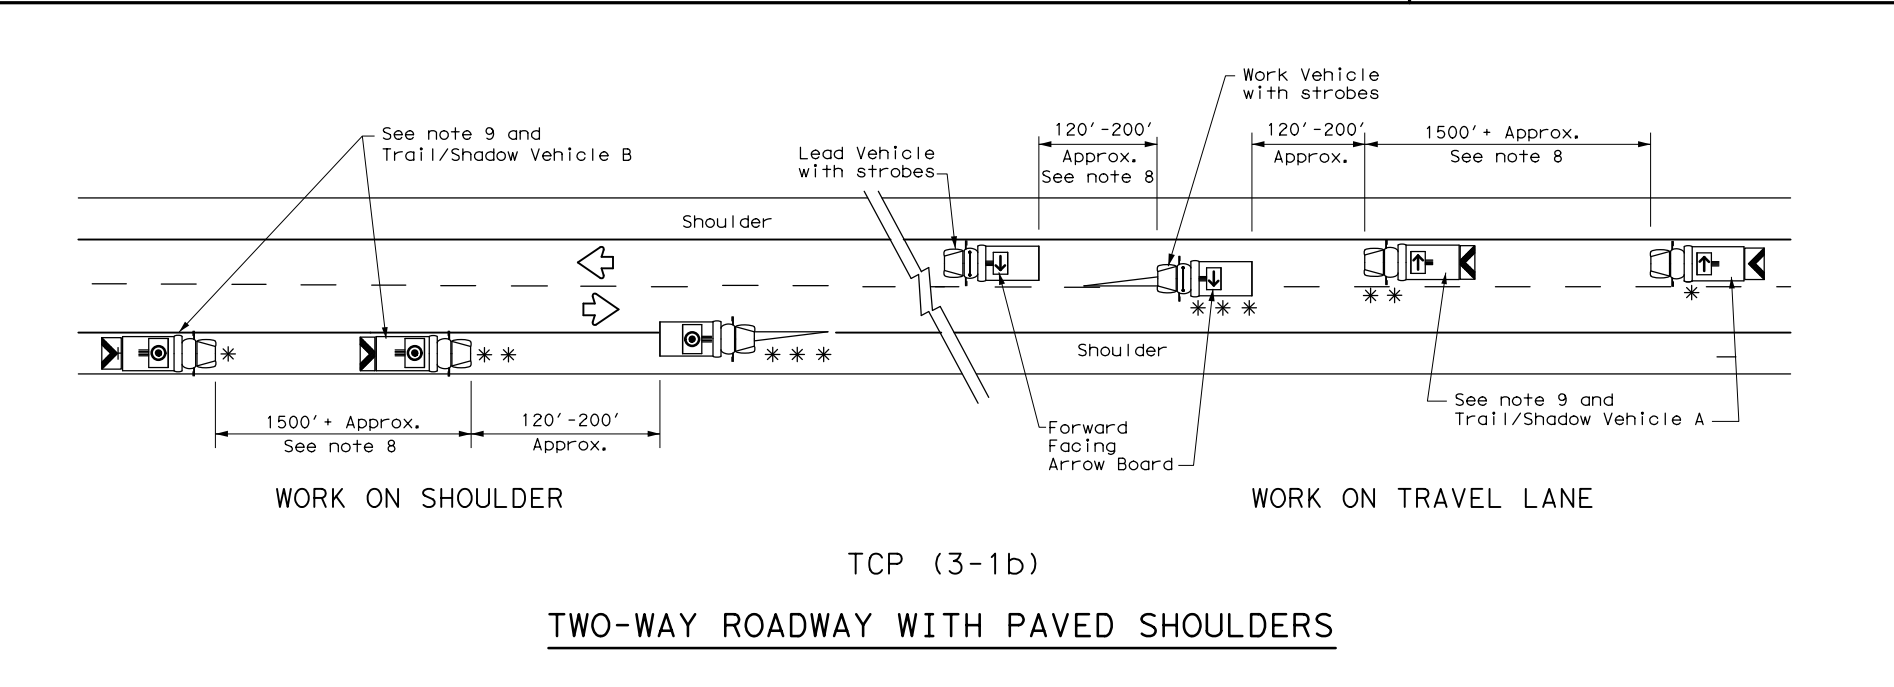 Work Vehicle
with strobes
See note 9 and
Trail/Shadow Vehicle B
Lead Vehicle
with strobes
120'-200'
Approx.
See note 8
120'-200'
Approx.
1500'+ Approx.
See note 8
Shoulder
* * *
* *
*
*
* *
* * *
Shoulder
1500'+ Approx.
See note 8
120'-200'
Approx.
Forward
Facing
Arrow Board
See note 9 and
Trail/Shadow Vehicle A
WORK ON SHOULDER
WORK ON TRAVEL LANE
TCP (3-1b)
TWO-WAY ROADWAY WITH PAVED SHOULDERS